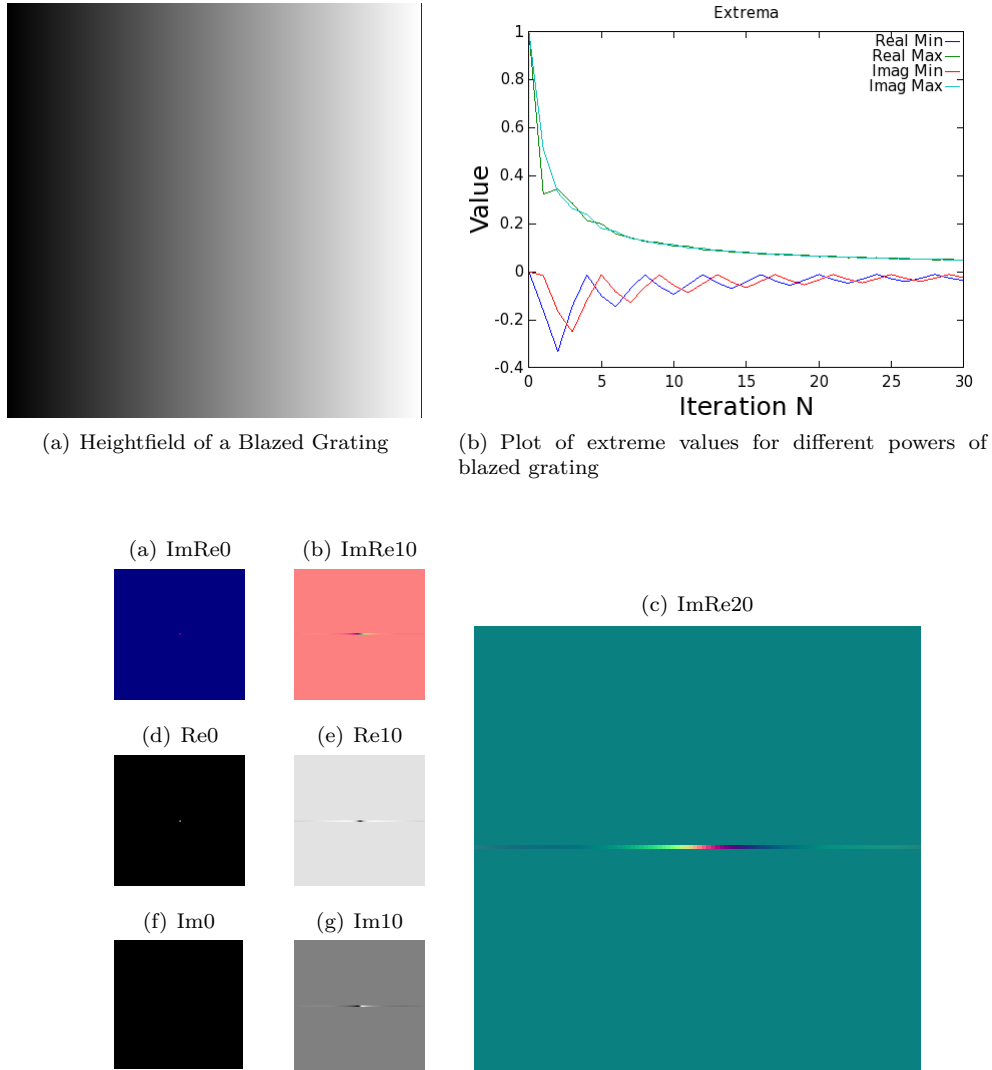 Extrema
Real Min
Real Max
Imag Min
Imag Max
1
0.8
0.6
0.4
0.2
0
-0.2
-0.4
Value
0 5 10 15 20 25 30
Iteration N
(a) Heightfield of a Blazed Grating
(b) Plot of extreme values for different powers of
blazed grating
(a) ImRe0
(b) ImRe10
(c) ImRe20
(d) Re0
(e) Re10
(f) Im0
(g) Im10